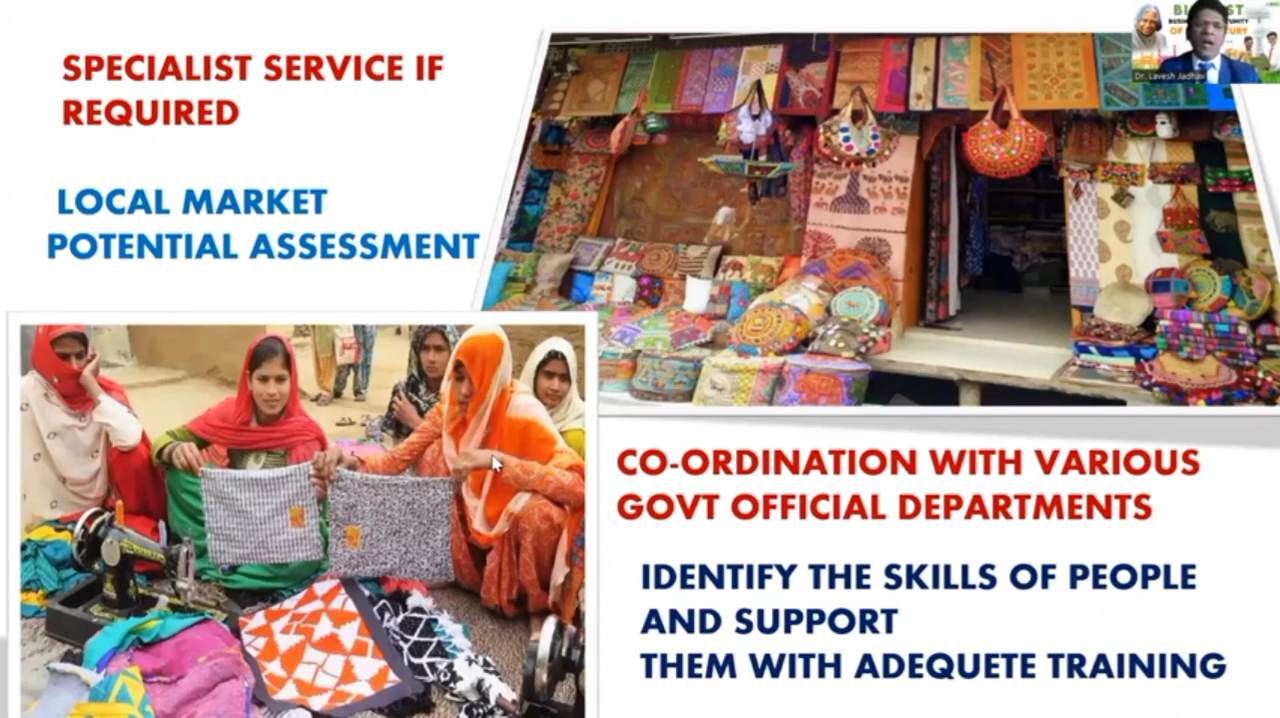 SPECIALIST SERVICE IF
REQUIRED
LOCAL MARKET
POTENTIAL ASSESSMENT
Dr. Lavesh Jadhav
CO-ORDINATION WITH VARIOUS
GOVT OFFICIAL DEPARTMENTS
IDENTIFY THE SKILLS OF PEOPLE
AND SUPPORT
THEM WITH ADEQUETE TRAINING